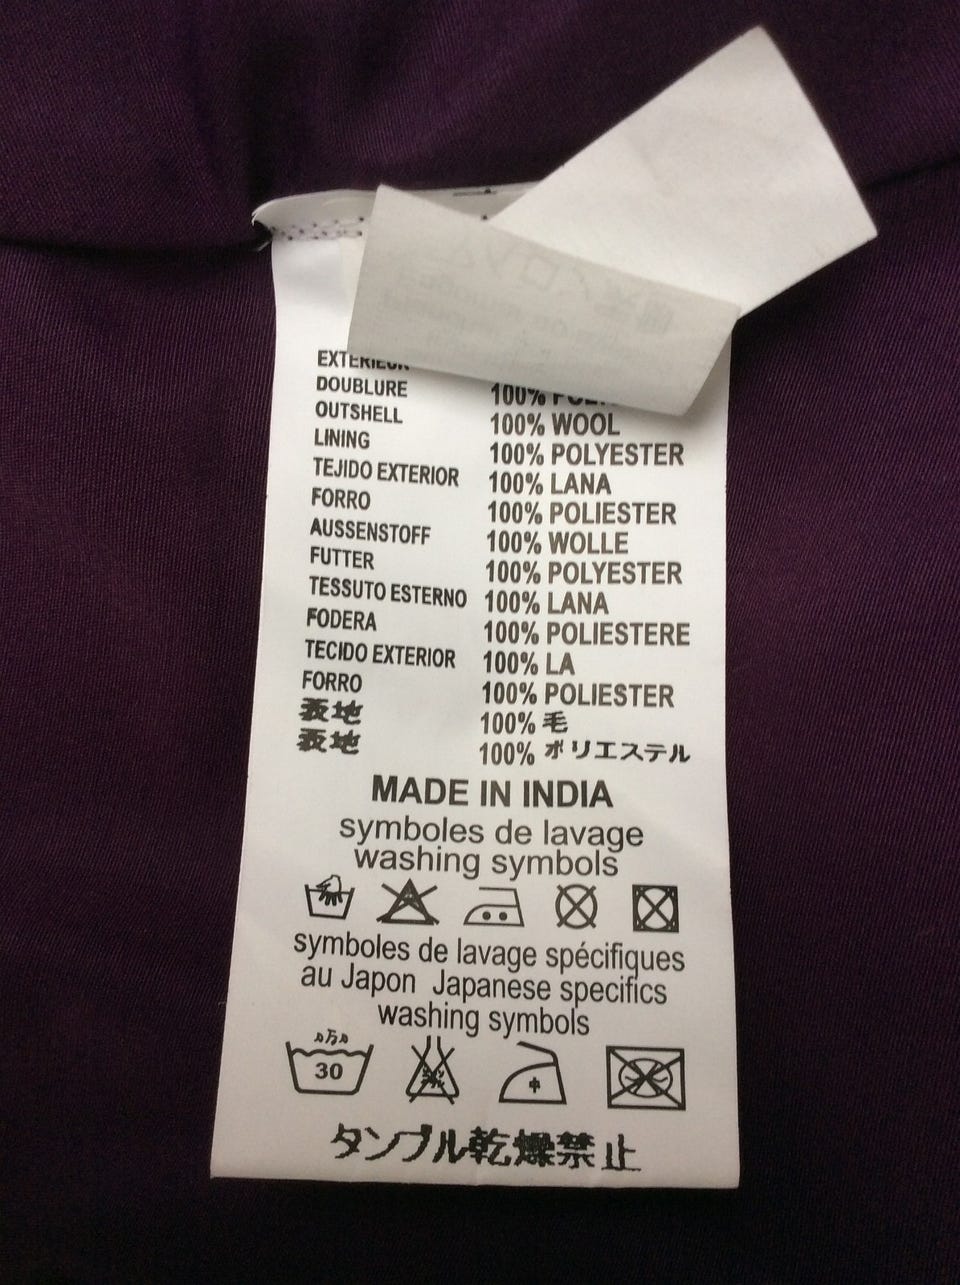 DOUBLURE
OUTSHELL 100% WOOL
LINING 100% POLYESTER
TEJIDO EXTERIOR 100% LANA
FORRO 100% POLIESTER
AUSSENSTOFF 100% WOLLE
FUTTER 100% POLYESTER
TESSUTO ESTERNO 100% LANA
FODERA 100% POLIESTERE
TECIDO EXTERIOR 100% LA
FORRO 100% POLIESTER
表地 100% 毛
表地 100% ポリエステル
MADE IN INDIA
symboles de lavage
washing symbols
symboles de lavage spécifiques
au Japon Japanese specifics
washing symbols
30
中
タンブル乾燥禁止